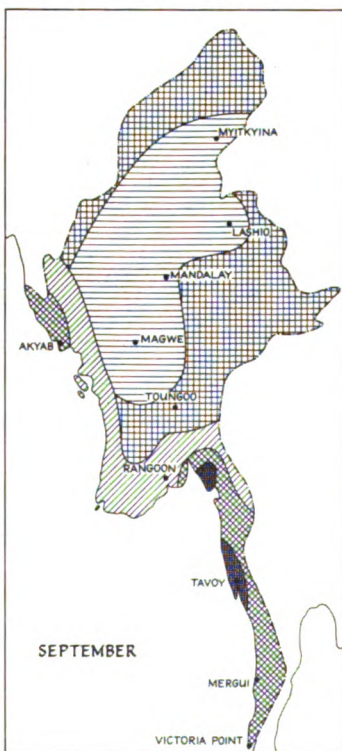 MYITKYINA
LASHIO
MANDALAY
MAGWE
AKYAB
TOUNGOO
RANGOON
TAVOY
SEPTEMBER
MERGUI
VICTORIA POINT